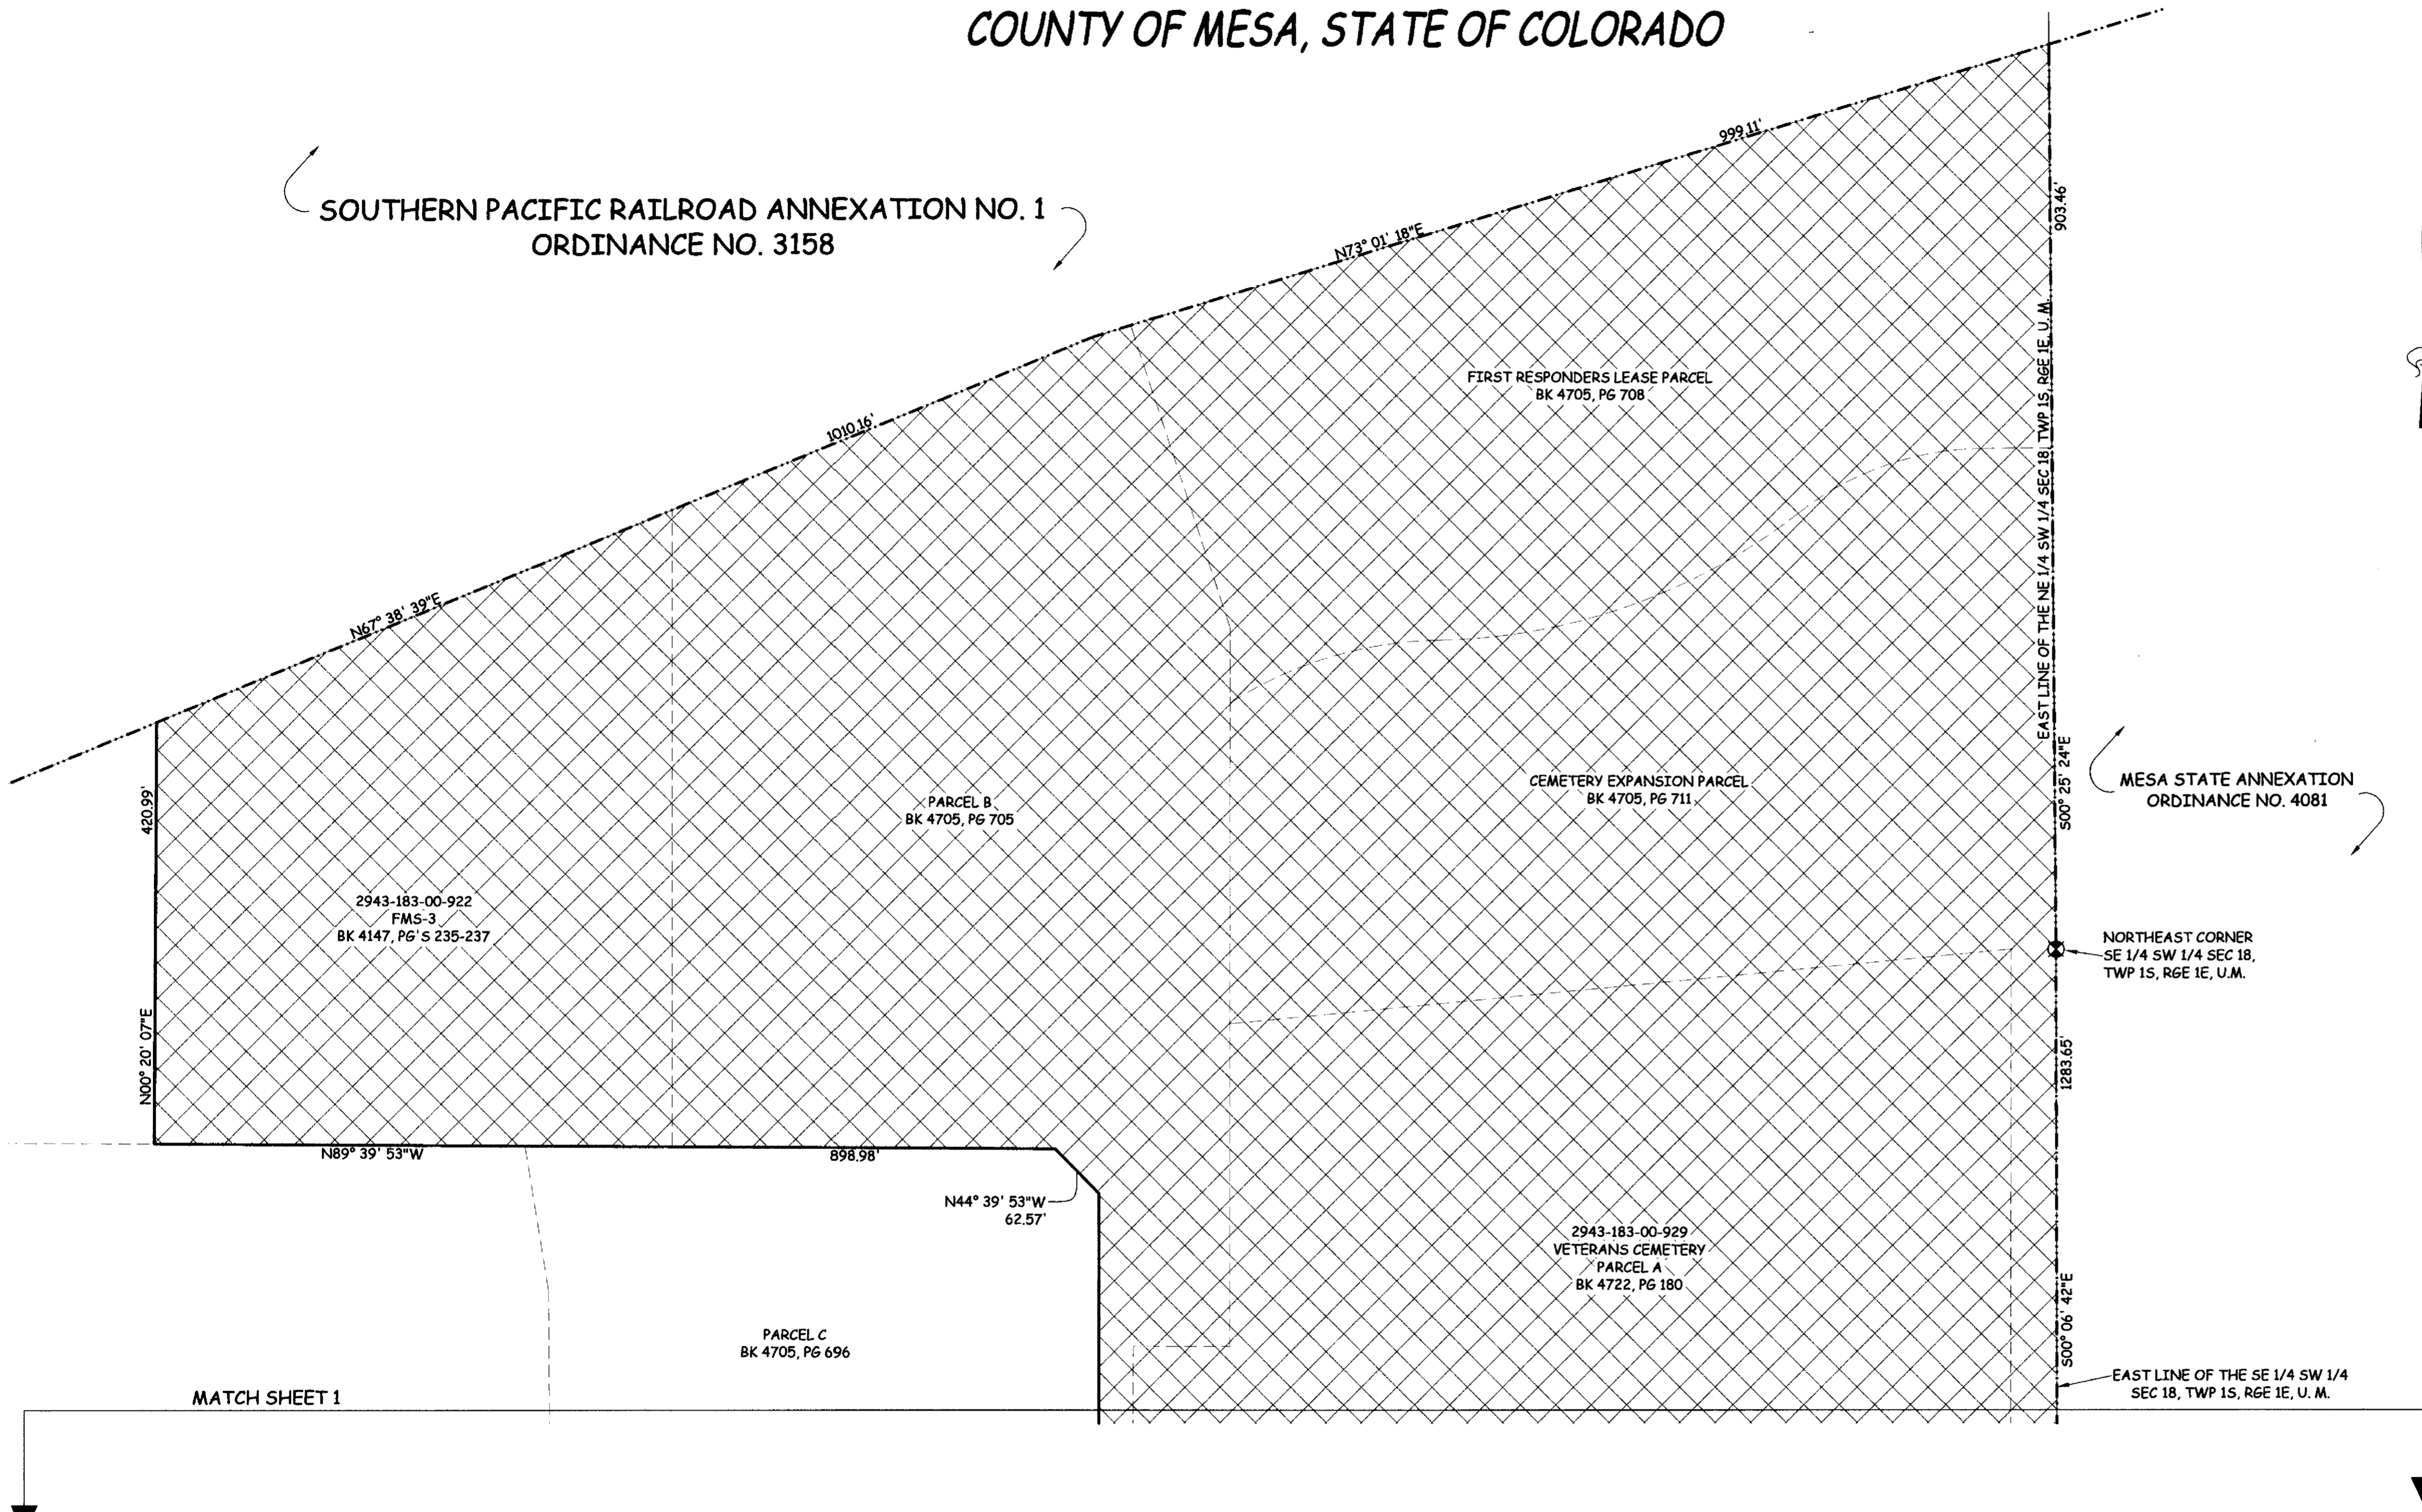 COUNTY OF MESA, STATE OF COLORADO
999.11'
903.46'
SOUTHERN PACIFIC RAILROAD ANNEXATION NO. 1
ORDINANCE NO. 3158
N73° 01' 18"E
EAST LINE OF THE NE 1/4 SW 1/4 SEC 18, TWP 1S, RGE 1E, U.M.
FIRST RESPONDERS LEASE PARCEL
BK 4705, PG 708
1010.16'
N67° 38' 39"E
420.99'
N00° 20' 07"E
PARCEL B
BK 4705, PG 705
CEMETERY EXPANSION PARCEL
BK 4705, PG 711
S00° 25' 24"E
MESA STATE ANNEXATION
ORDINANCE NO. 4081
2943-183-00-922
FMS-3
BK 4147, PG'S 235-237
NORTHEAST CORNER
SE 1/4 SW 1/4 SEC 18,
TWP 1S, RGE 1E, U.M.
1283.65'
N89° 39' 53"W
898.98'
N44° 39' 53"W
62.57'
2943-183-00-929
VETERANS CEMETERY
PARCEL A
BK 4722, PG 180
S00° 06' 42"E
PARCEL C
BK 4705, PG 696
EAST LINE OF THE SE 1/4 SW 1/4
SEC 18, TWP 1S, RGE 1E, U. M.
MATCH SHEET 1